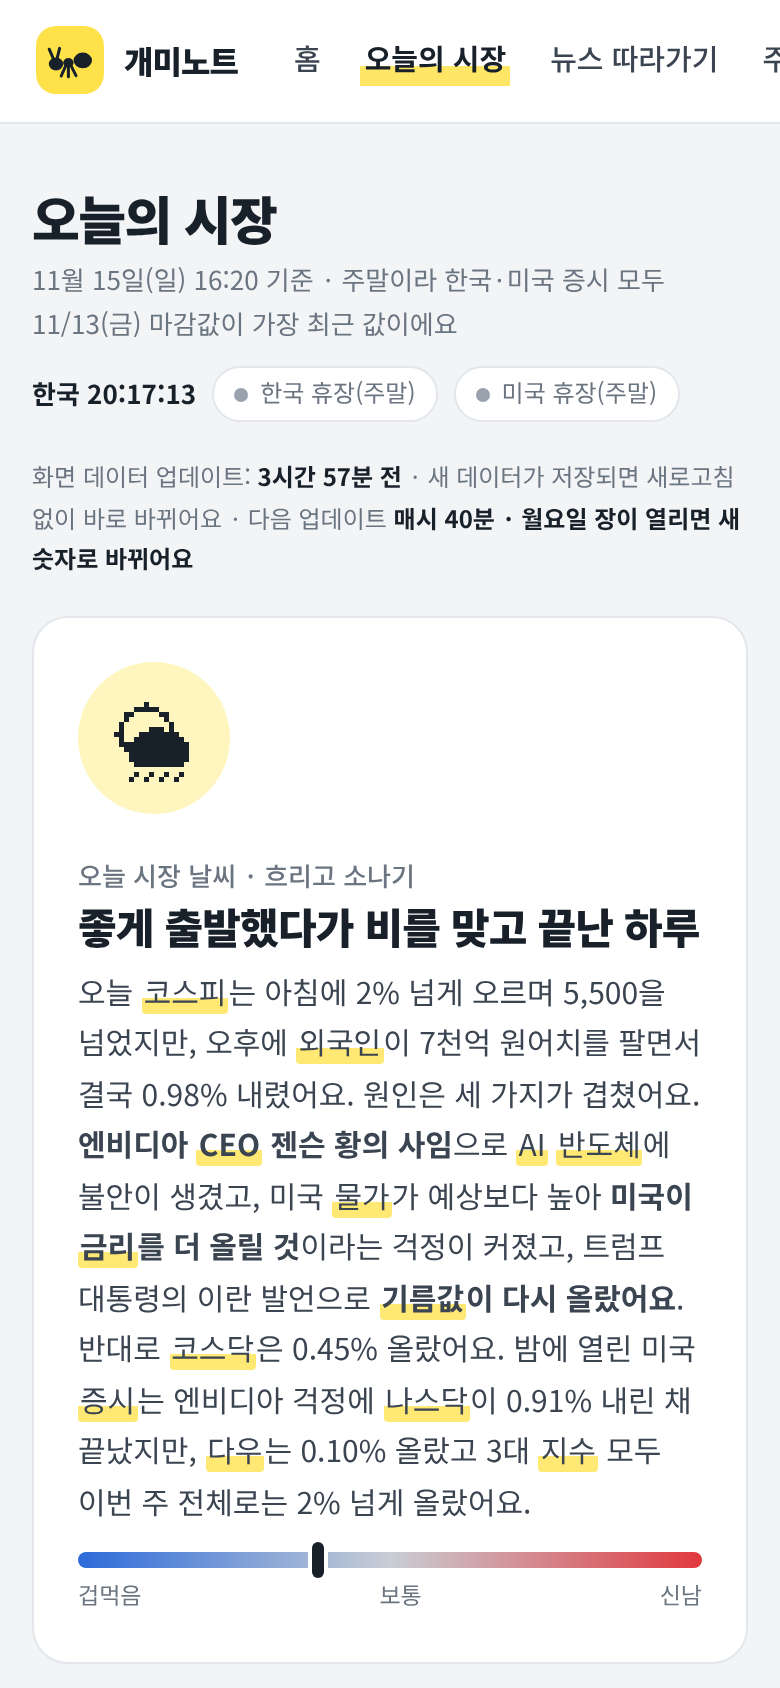 개미노트 홈 오늘의 시장 뉴스 따라가기
오늘의 시장
11월 15일(일) 16:20 기준 · 주말이라 한국·미국 증시 모두
11/13(금) 마감값이 가장 최근 값이에요
한국 20:17:13 한국 휴장(주말) 미국 휴장(주말)
화면 데이터 업데이트: 3시간 57분 전 · 새 데이터가 저장되면 새로고침
없이 바로 바뀌어요 · 다음 업데이트 매시 40분 · 월요일 장이 열리면 새
숫자로 바뀌어요
오늘 시장 날씨 · 흐리고 소나기
좋게 출발했다가 비를 맞고 끝난 하루
오늘 코스피는 아침에 2% 넘게 오르며 5,500을
넘었지만, 오후에 외국인이 7천억 원어치를 팔면서
결국 0.98% 내렸어요. 원인은 세 가지가 겹쳤어요.
엔비디아 CEO 젠슨 황의 사임으로 AI 반도체에
불안이 생겼고, 미국 물가가 예상보다 높아 미국이
금리를 더 올릴 것이라는 걱정이 커졌고, 트럼프
대통령의 이란 발언으로 기름값이 다시 올랐어요.
반대로 코스닥은 0.45% 올랐어요. 밤에 열린 미국
증시는 엔비디아 걱정에 나스닥이 0.91% 내린 채
끝났지만, 다우는 0.10% 올랐고 3대 지수 모두
이번 주 전체로는 2% 넘게 올랐어요.
겁먹음 보통 신남